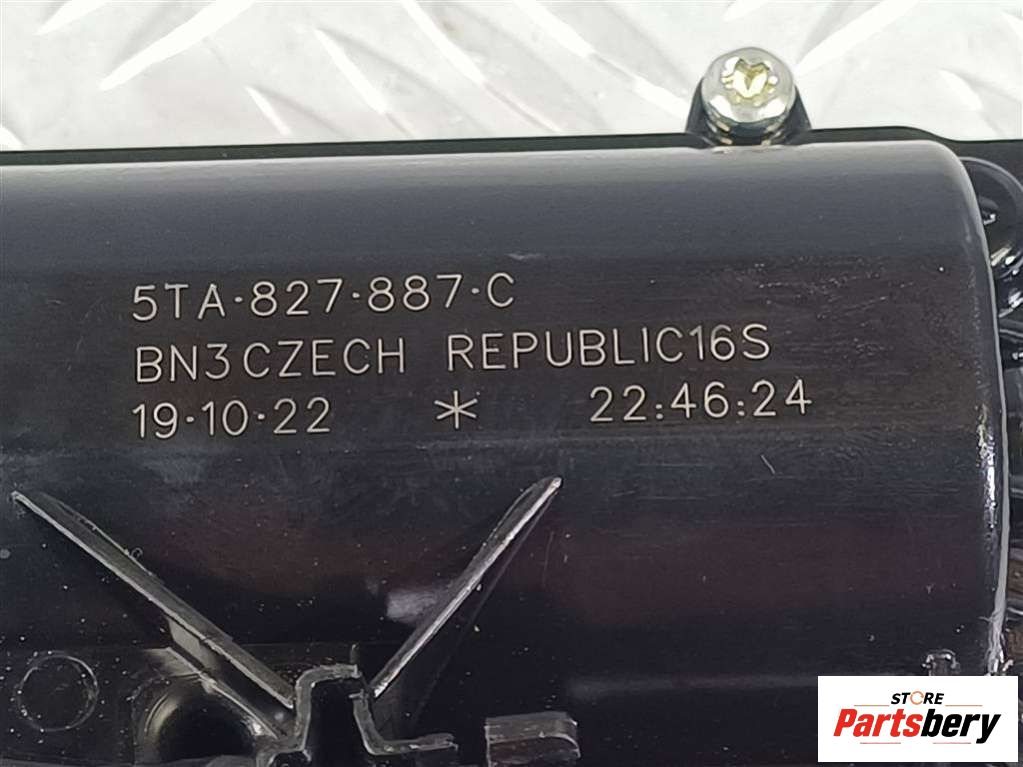 5TA·827·887·C
BN3CZECH REPUBLIC16S
19·10·22 * 22:46:24
STORE
Partsbery